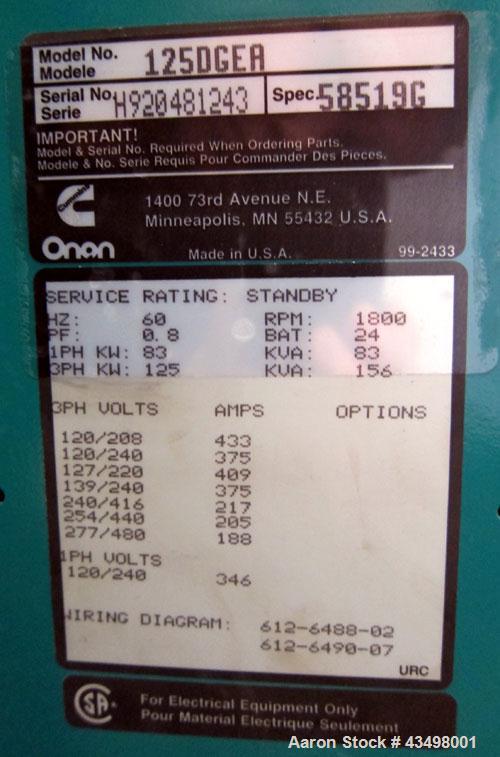 Model No.
Modele 125DGEA
Serial No.
Serie H920481243 Spec. 58519G
IMPORTANT!
Model & Serial No. Required When Ordering Parts.
Modele & No. Serie Requis Pour Commander Des Pieces.
Cummins
1400 73rd Avenue N.E.
Minneapolis, MN 55432 U.S.A.
Onan Made in U.S.A. 99-2433
SERVICE RATING: STANDBY
HZ: 60 RPM: 1800
PF: 0.8 BAT: 24
1PH KW: 83 KVA: 83
3PH KW: 125 KVA: 156
3PH VOLTS AMPS OPTIONS
120/208 433
120/240 375
127/220 409
139/240 375
240/416 217
254/440 205
277/480 188
1PH VOLTS
120/240 346
WIRING DIAGRAM: 612-6488-02
612-6490-07
URC
CSA For Electrical Equipment Only
Pour Material Electrique Seulement
Aaron Stock # 43498001